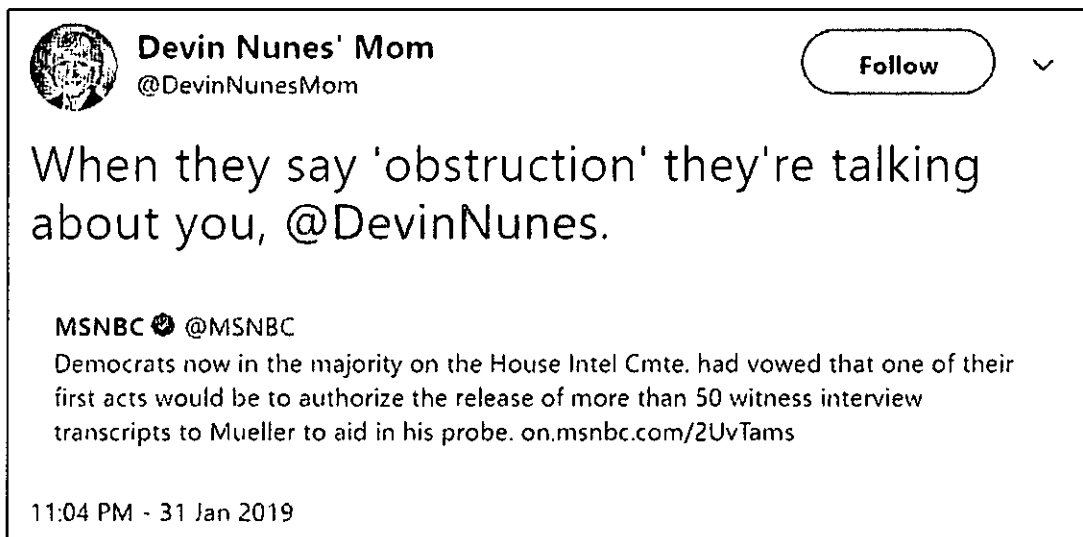 Devin Nunes' Mom
@DevinNunesMom
Follow
When they say 'obstruction' they're talking
about you, @DevinNunes.
MSNBC @MSNBC
Democrats now in the majority on the House Intel Cmte. had vowed that one of their
first acts would be to authorize the release of more than 50 witness interview
transcripts to Mueller to aid in his probe. on.msnbc.com/2UvTams
11:04 PM - 31 Jan 2019